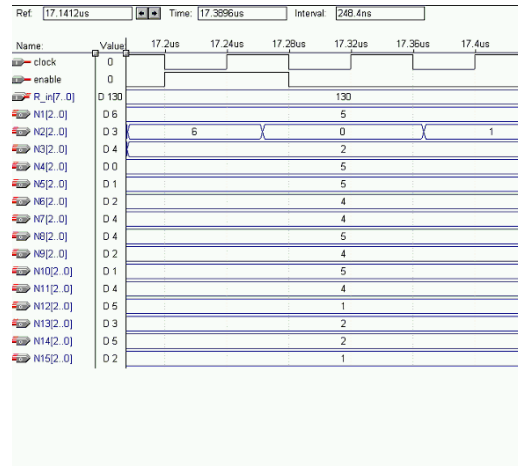 Ref: 17.1412us Time: 17.3896us Interval: 248.4ns
Name: Value: 17.2us 17.24us 17.28us 17.32us 17.36us 17.4us
clock 0
enable 0
R_in[7..0] D 130 130
N1[2..0] D 6 5
N2[2..0] D 3 6 0 1
N3[2..0] D 4 2
N4[2..0] D 0 5
N5[2..0] D 1 5
N6[2..0] D 2 4
N7[2..0] D 4 4
N8[2..0] D 4 5
N9[2..0] D 2 4
N10[2..0] D 1 5
N11[2..0] D 4 4
N12[2..0] D 5 1
N13[2..0] D 3 2
N14[2..0] D 5 2
N15[2..0] D 2 1